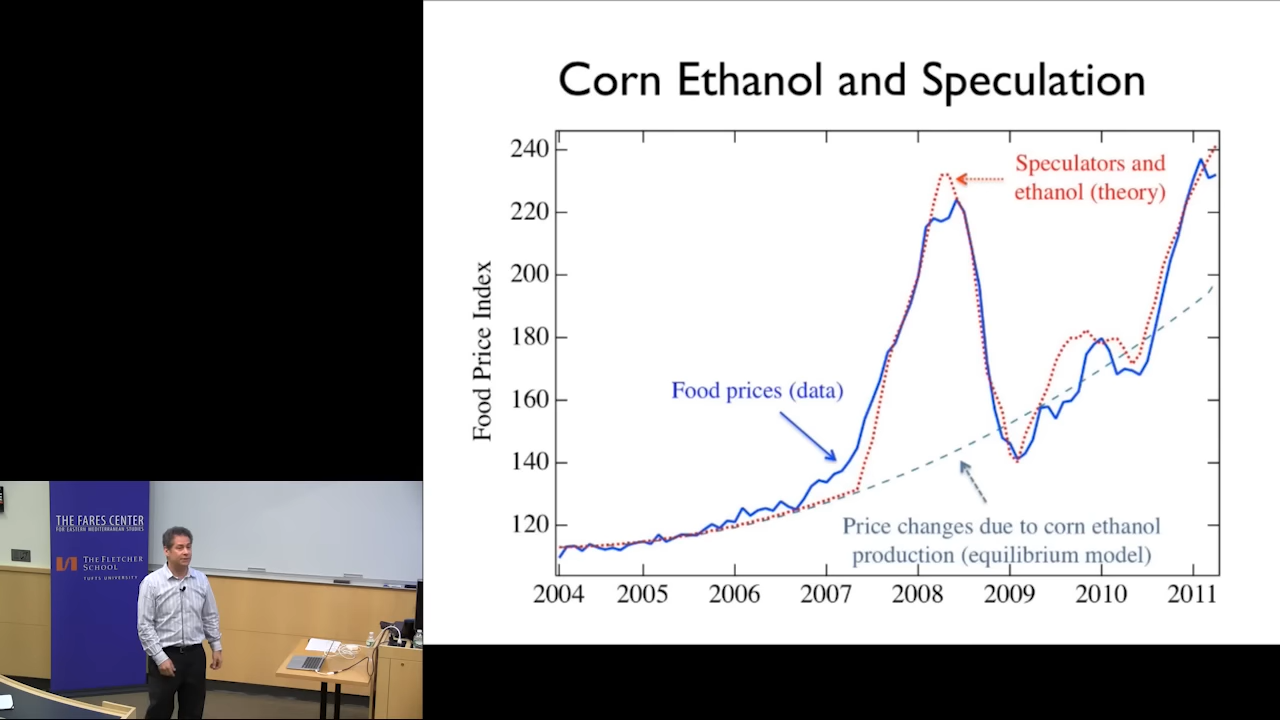 Corn Ethanol and Speculation
240
220
200
180
160
140
120
Food Price Index
Speculators and
ethanol (theory)
Food prices (data)
Price changes due to corn ethanol
production (equilibrium model)
2004 2005 2006 2007 2008 2009 2010 2011
THE FARES CENTER
FOR EASTERN MEDITERRANEAN STUDIES
THE FLETCHER
SCHOOL
TUFTS UNIVERSITY